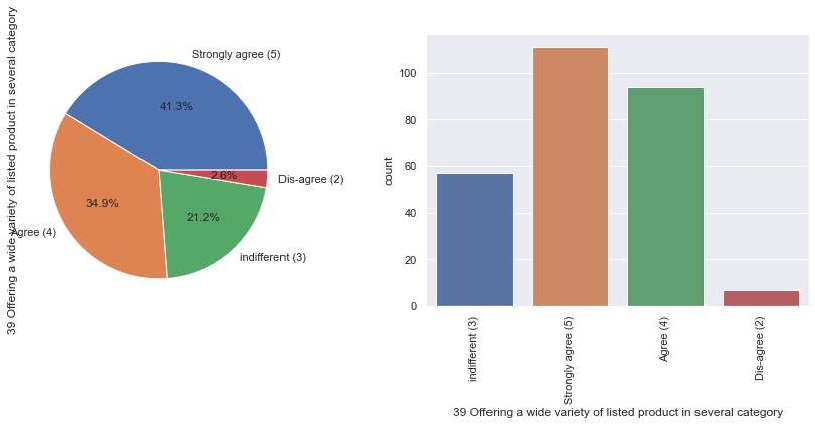 39 Offering a wide variety of listed product in several category
Strongly agree (5)
41.3%
Agree (4)
34.9%
indifferent (3)
21.2%
Dis-agree (2)
2.6%
count
100
80
60
40
20
0
indifferent (3)
Strongly agree (5)
Agree (4)
Dis-agree (2)
39 Offering a wide variety of listed product in several category